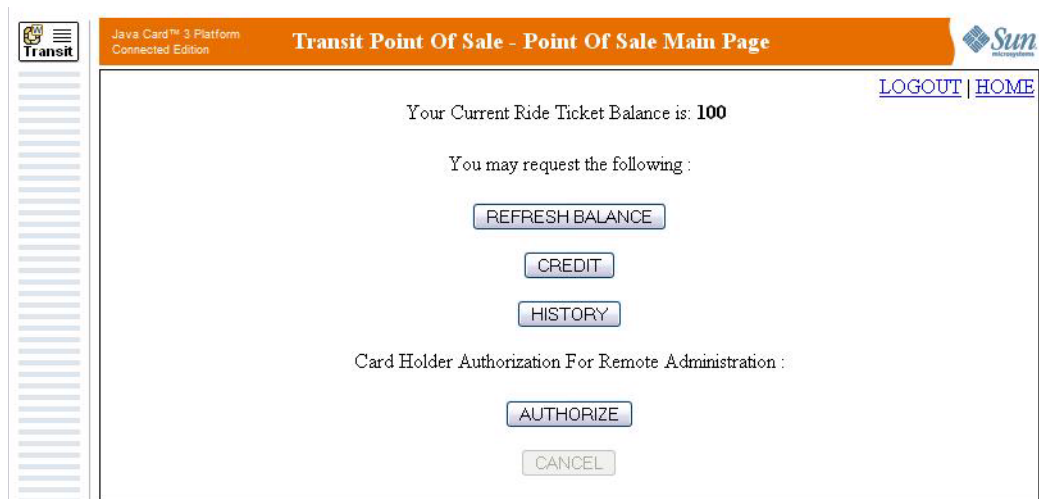 Transit
Java Card™ 3 Platform
Connected Edition
Transit Point Of Sale - Point Of Sale Main Page
Sun
microsystems
LOGOUT | HOME
Your Current Ride Ticket Balance is: 100
You may request the following :
REFRESH BALANCE
CREDIT
HISTORY
Card Holder Authorization For Remote Administration :
AUTHORIZE
CANCEL